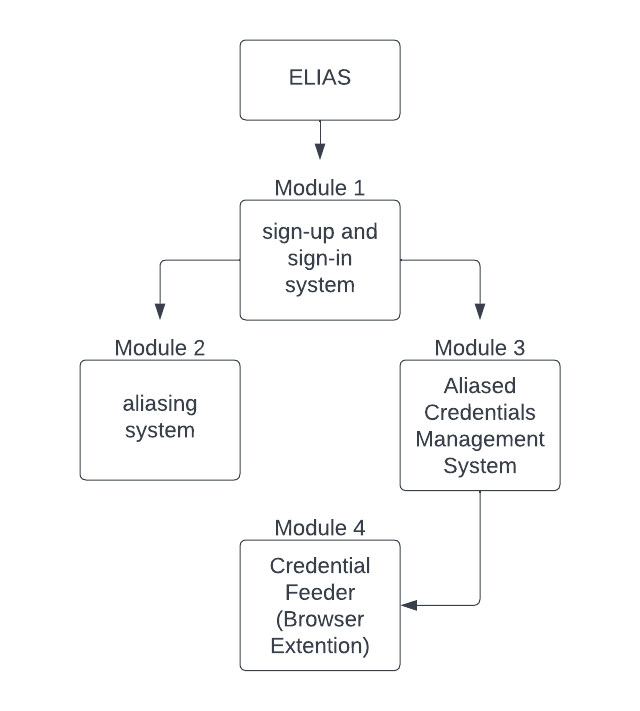 ELIAS
Module 1
sign-up and
sign-in
system
Module 2
aliasing
system
Module 3
Aliased
Credentials
Management
System
Module 4
Credential
Feeder
(Browser
Extention)